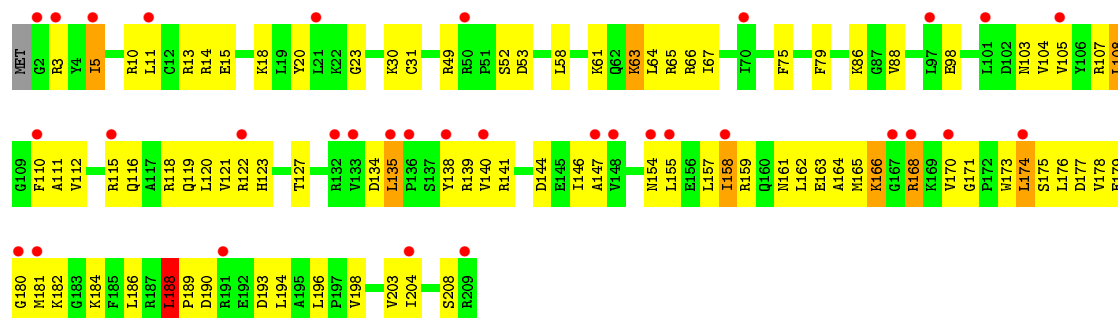 MET G2 R3 Y4 I5 R10 L11 C12 R13 R14 E15 K18 L19 Y20 L21 K22 G23 K30 C31 R49 R50 P51 S52 D53 L58 K61 Q62 K63 L64 R65 R66 I67 I70 F75 F79 K86 G87 V88 L97 E98 L101 D102 N103 V104 V105 Y106 R107 L108
G109 F110 A111 V112 R115 Q116 A117 R118 Q119 L120 V121 R122 H123 T127 R132 V133 D134 L135 P136 S137 Y138 R139 V140 R141 D144 E145 I146 A147 V148 N154 L155 E156 L157 I158 R159 Q160 N161 L162 E163 A164 M165 K166 G167 R168 K169 V170 G171 P172 W173 L174 S175 L176 D177 V178
G180 M181 K182 G183 K184 F185 L186 R187 L188 P189 D190 R191 E192 D193 L194 A195 L196 P197 V198 V203 I204 S208 R209